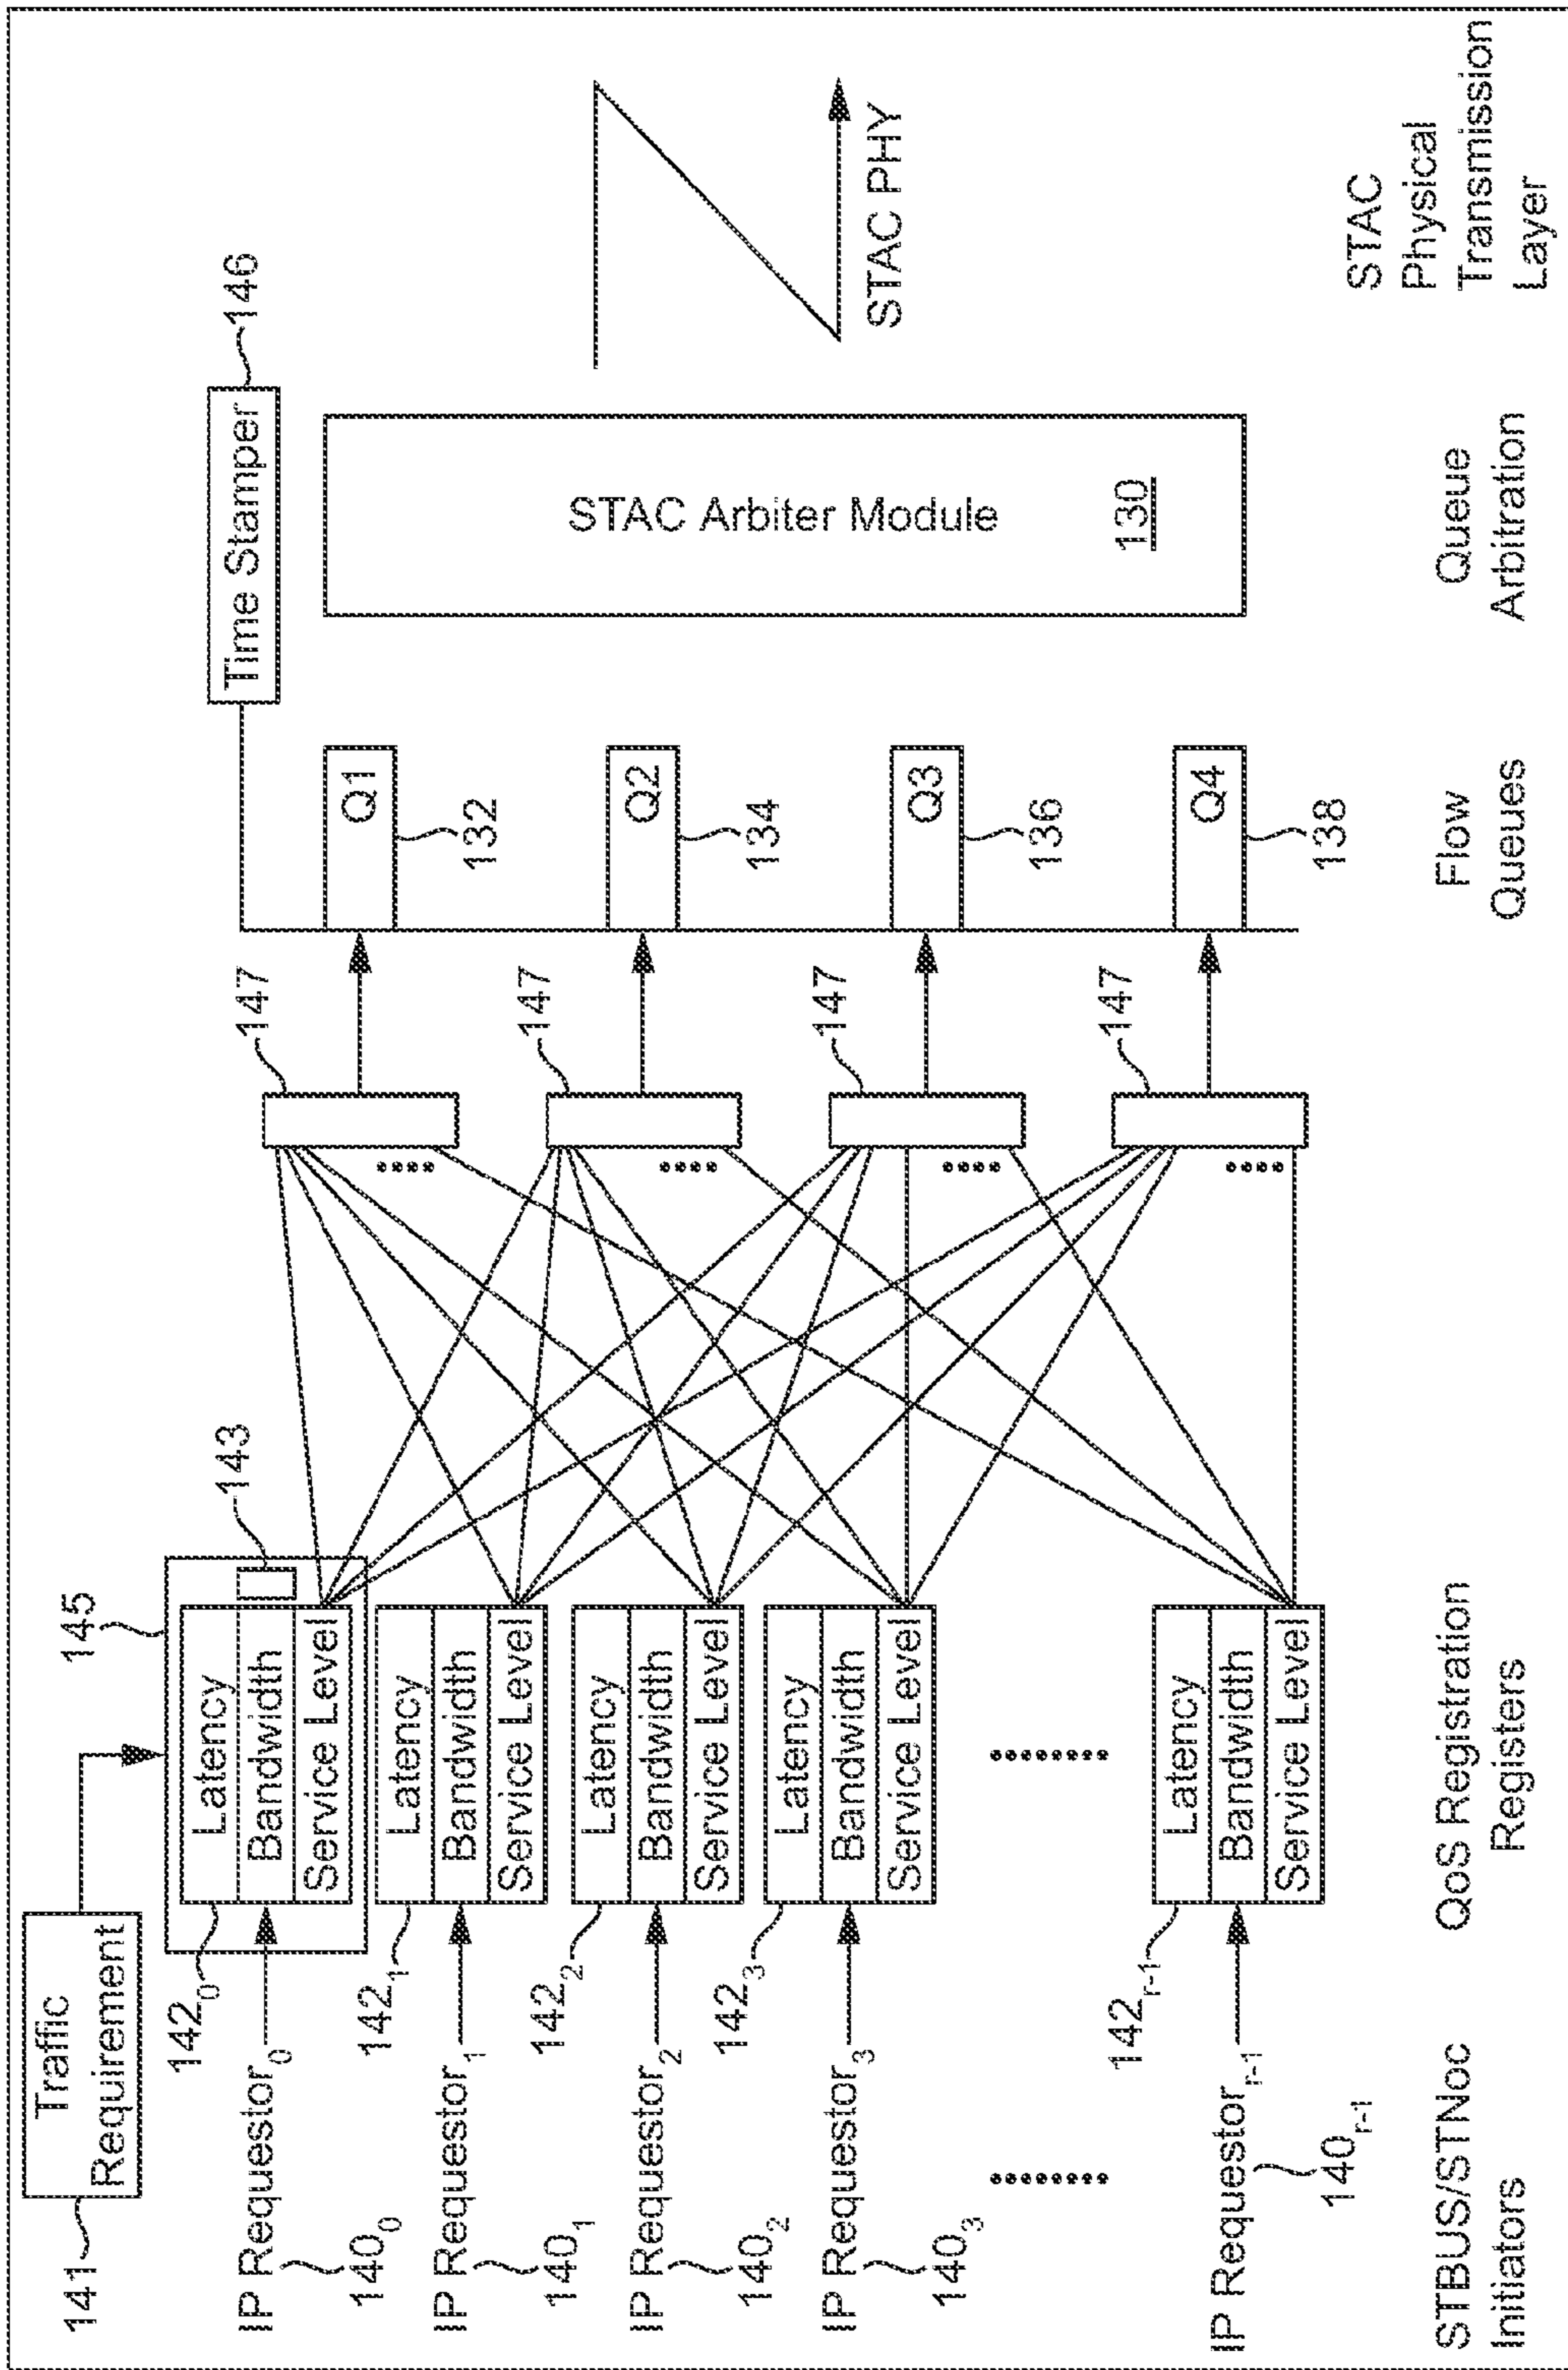 Traffic
Requirement
141
145
143
142₀
Latency
Bandwidth
Service Level
IP Requestor₀
140₀
142₁
Latency
Bandwidth
Service Level
IP Requestor₁
140₁
142₂
Latency
Bandwidth
Service Level
IP Requestor₂
140₂
142₃
Latency
Bandwidth
Service Level
IP Requestor₃
140₃
142ᵣ₋₁
Latency
Bandwidth
Service Level
IP Requestorᵣ₋₁
140ᵣ₋₁
147
147
147
147
Q1
132
Q2
134
Q3
136
Q4
138
Time Stamper
146
STAC Arbiter Module
130
STAC PHY
STBUS/STNoc
Initiators
QoS Registration
Registers
Flow
Queues
Queue
Arbitration
STAC
Physical
Transmission
Layer